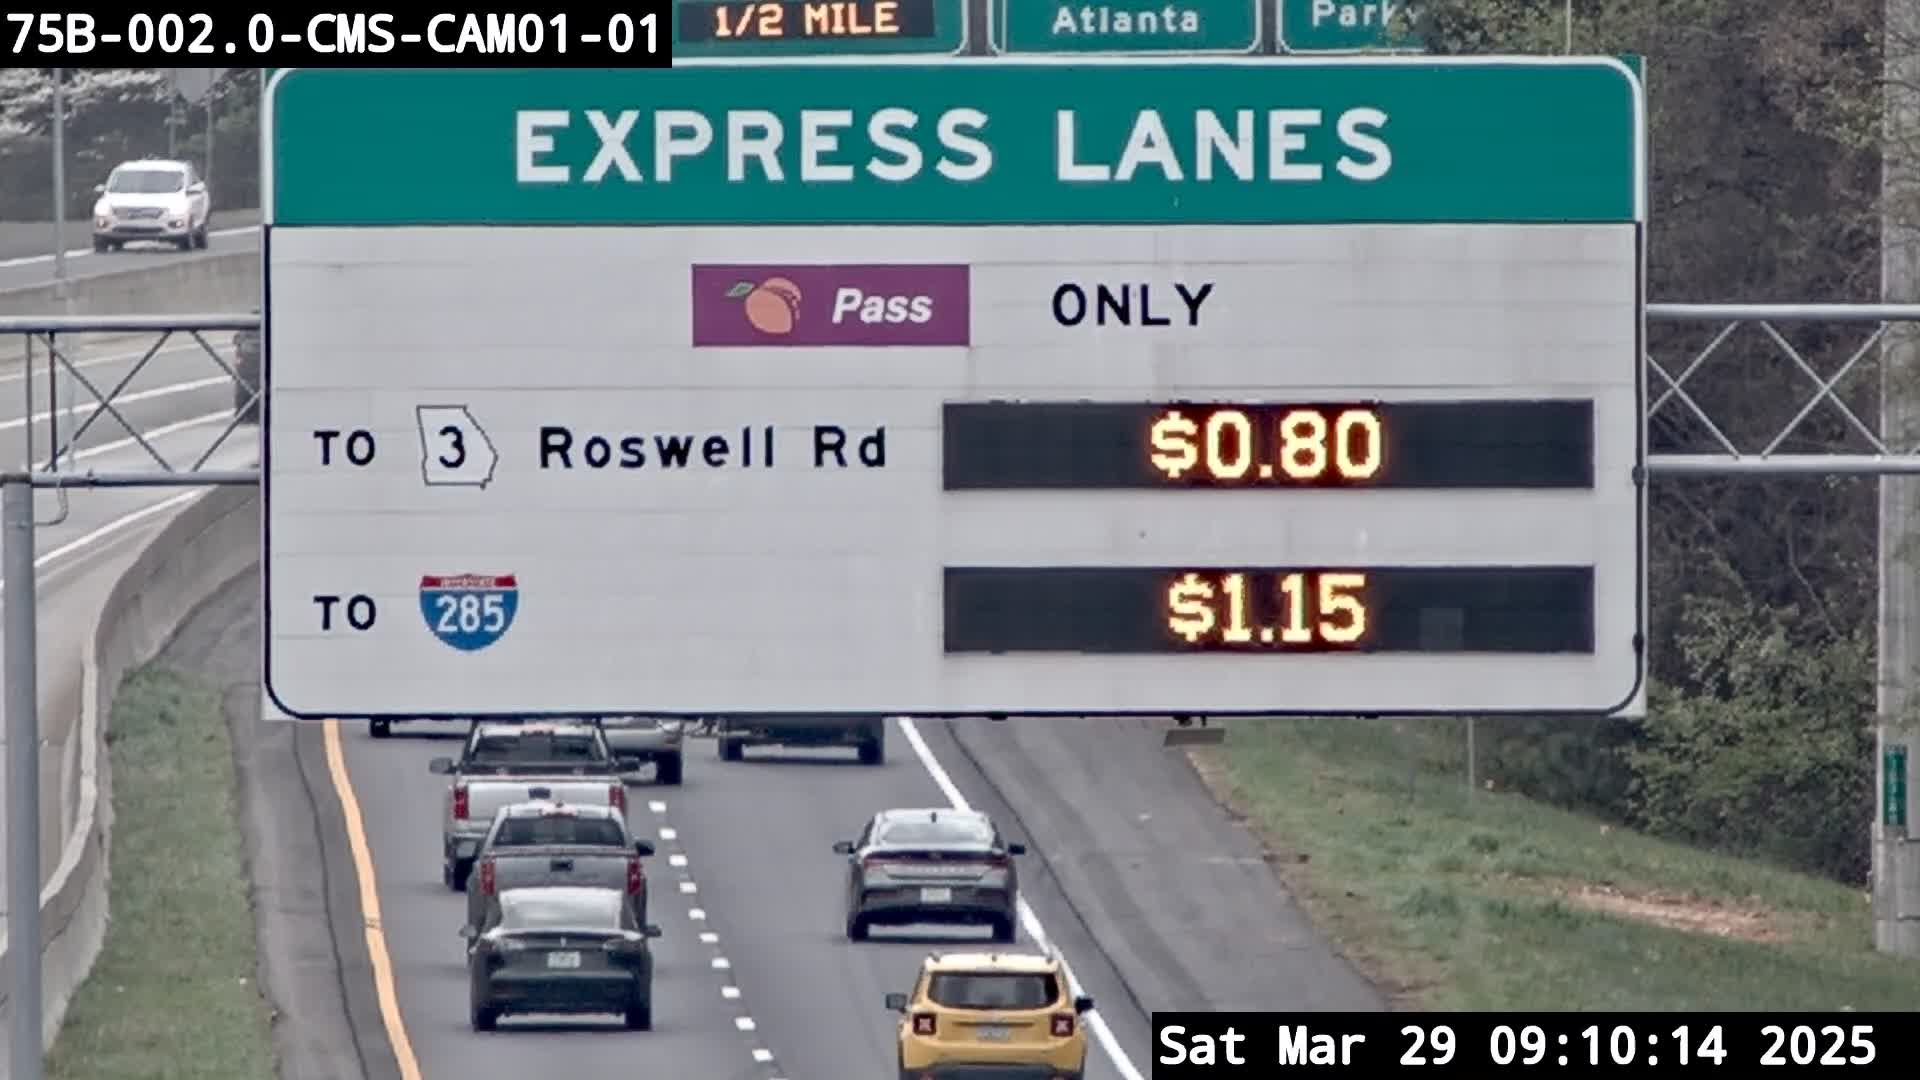 75B-002.0-CMS-CAM01-01
1/2 MILE
Atlanta
EXPRESS LANES
Pass ONLY
TO 3 Roswell Rd $0.80
TO INTERSTATE 285 $1.15
Sat Mar 29 09:10:14 2025